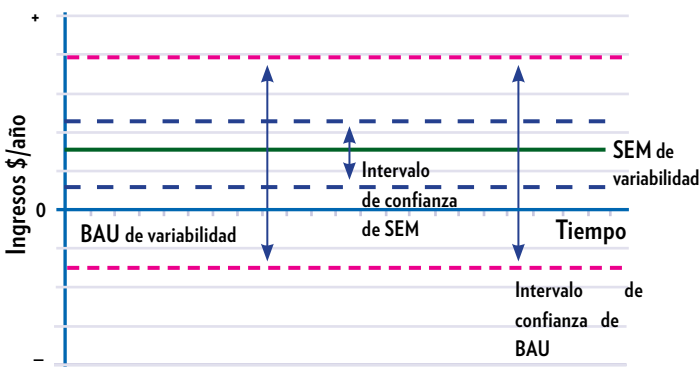 +
Ingresos $/año
SEM de
variabilidad
Intervalo
de confianza
de SEM
0
BAU de variabilidad
Tiempo
Intervalo de
confianza de
BAU
–